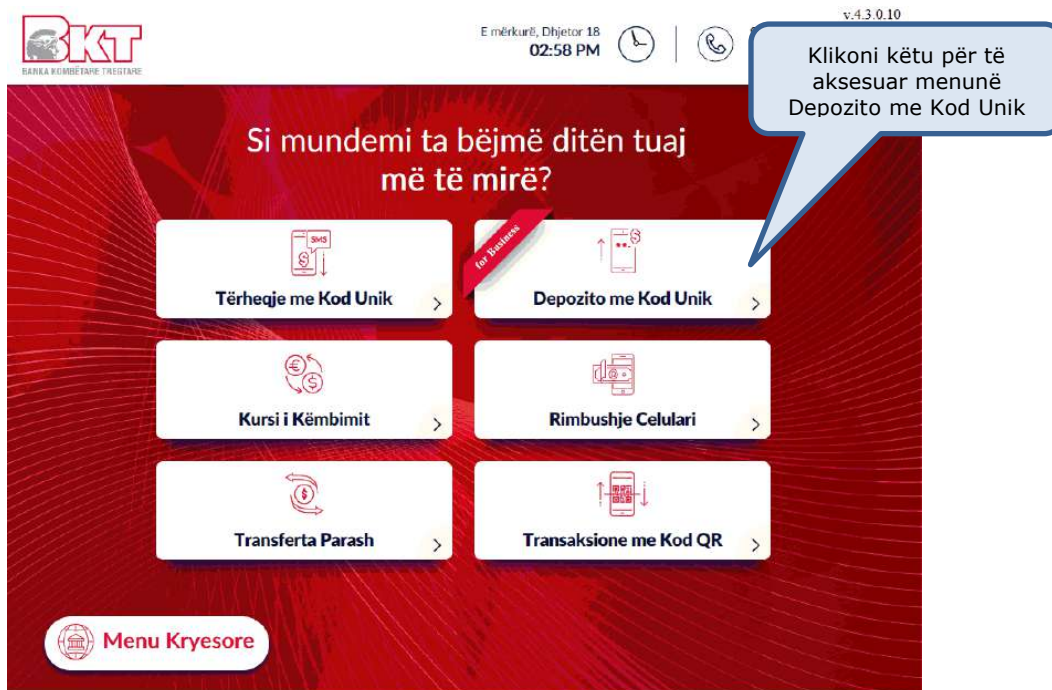 v.4.3.0.10
BKT
BANKA KOMBËTARE TREGTARE
E mërkurë, Dhjetor 18
02:58 PM
Klikoni këtu për të
aksesuar menunë
Depozito me Kod Unik
Si mundemi ta bëjmë ditën tuaj
më të mirë?
SMS
Tërheqje me Kod Unik
for Business
Depozito me Kod Unik
Kursi i Këmbimit
Rimbushje Celulari
Transferta Parash
Transaksione me Kod QR
Menu Kryesore